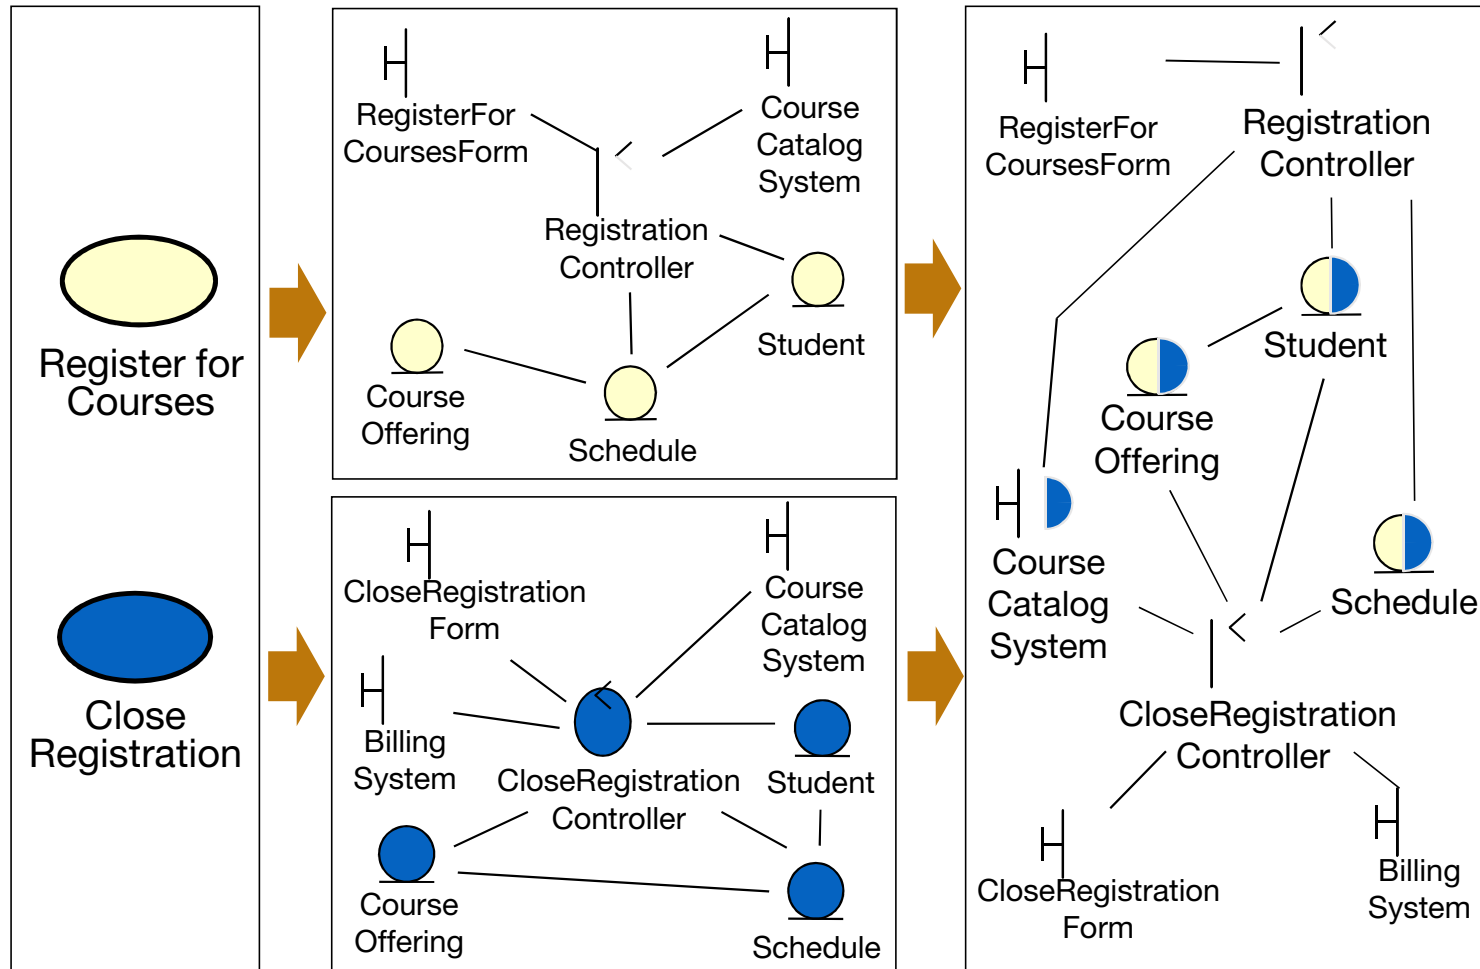 Register for
Courses
Close
Registration
RegisterFor
CoursesForm
Course
Catalog
System
Registration
Controller
Student
Course
Offering
Schedule
CloseRegistration
Form
Course
Catalog
System
Billing
System
CloseRegistration
Controller
Student
Course
Offering
Schedule
RegisterFor
CoursesForm
Registration
Controller
Student
Course
Offering
Course
Catalog
System
Schedule
CloseRegistration
Controller
CloseRegistration
Form
Billing
System